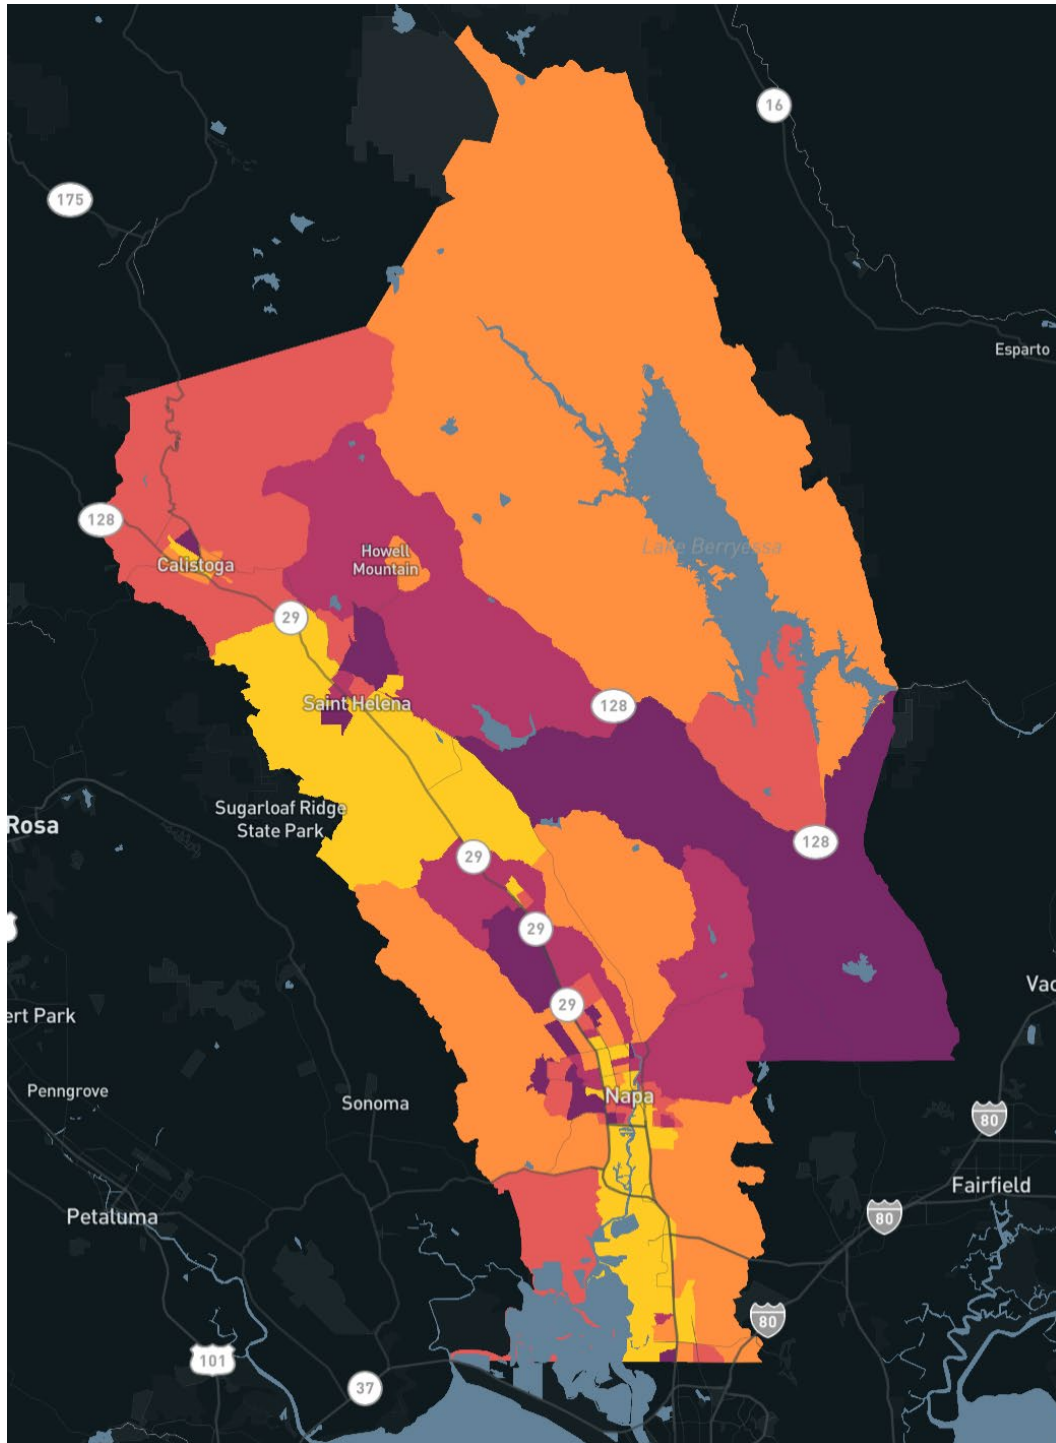 16
175
Esparto
128
Howell
Mountain
Lake Berryessa
Calistoga
29
Saint Helena
128
Sugarloaf Ridge
State Park
Rosa
128
29
29
Vac
29
ert Park
Penngrove
Sonoma
Napa
80
Fairfield
Petaluma
80
80
101
37